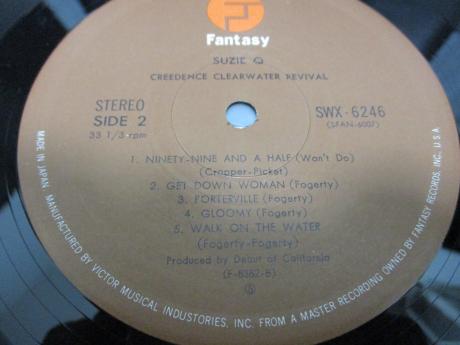 Fantasy
SUZIE Q
CREEDENCE CLEARWATER REVIVAL
STEREO
SIDE 2
33 1/3 rpm
SWX-6246
(SFAN-6007)
1. NINETY-NINE AND A HALF (Won't Do)
(Cropper-Picket)
2. GET DOWN WOMAN (Fogerty)
3. PORTERVILLE (Fogerty)
4. GLOOMY (Fogerty)
5. WALK ON THE WATER
(Fogerty-Fogerty)
Produced by Debut of California
(F-8382-B)
Ⓢ
MADE IN JAPAN. MANUFACTURED BY VICTOR MUSICAL INDUSTORIES, INC. FROM A MASTER RECORDING OWNED BY FANTASY RECORDS, INC. U.S.A